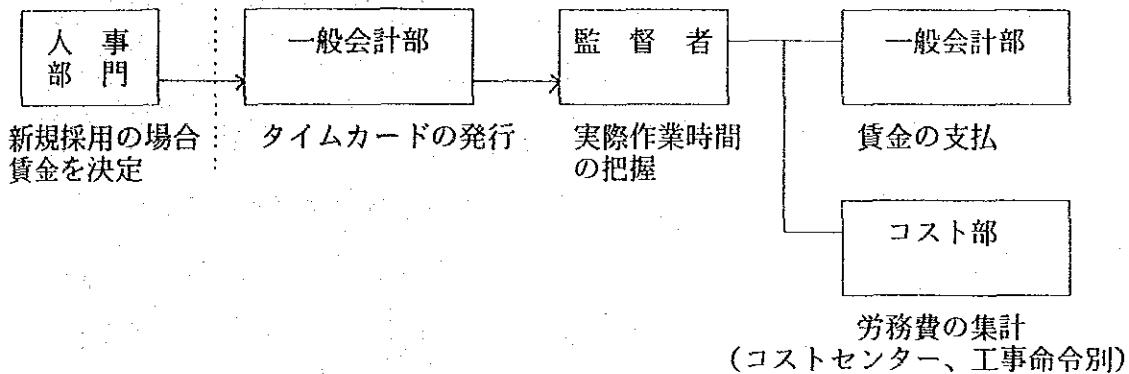 人事
部門
一般会計部
監督者
一般会計部
新規採用の場合
賃金を決定
タイムカードの発行
実際作業時間
の把握
賃金の支払
コスト部
労務費の集計
(コストセンター、工事命令別)